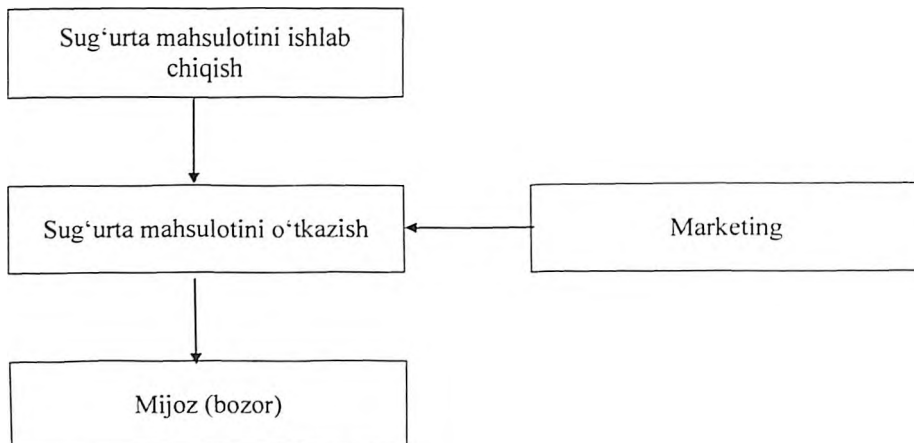 Sug‘urta mahsulotini ishlab
chiqish
Sug‘urta mahsulotini o‘tkazish
Marketing
Mijoz (bozor)